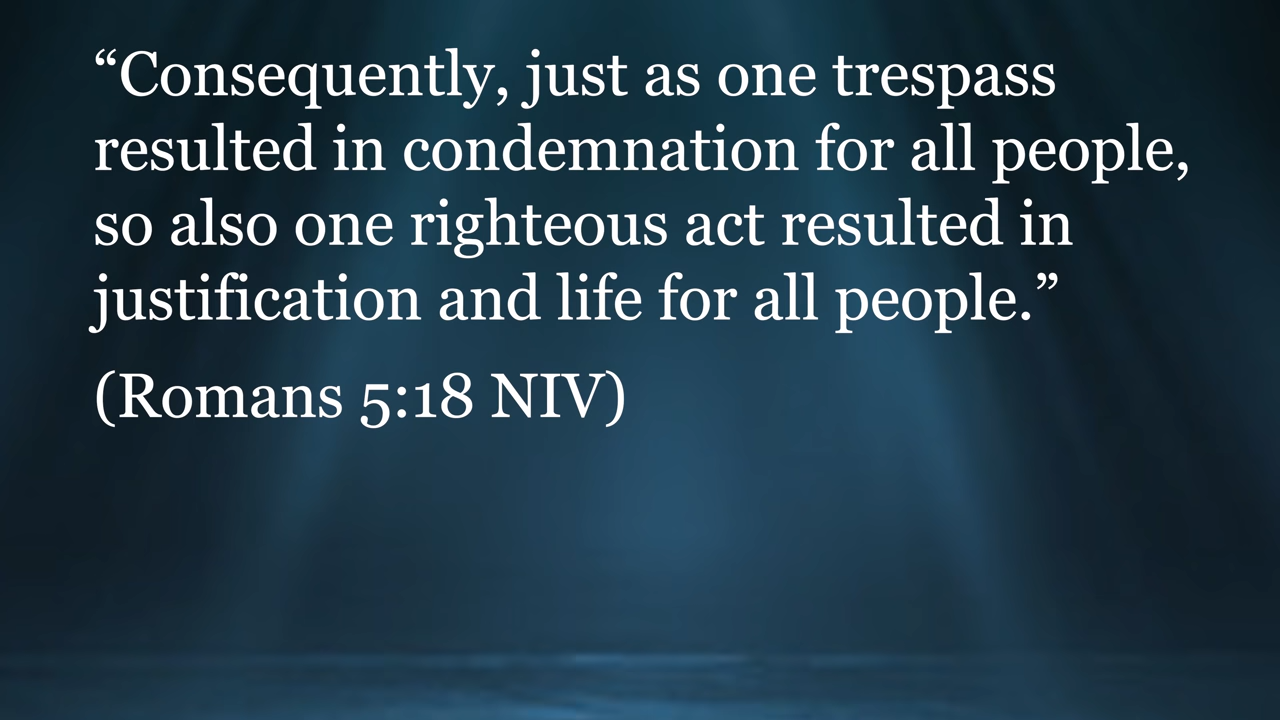 “Consequently, just as one trespass
resulted in condemnation for all people,
so also one righteous act resulted in
justification and life for all people.”
(Romans 5:18 NIV)